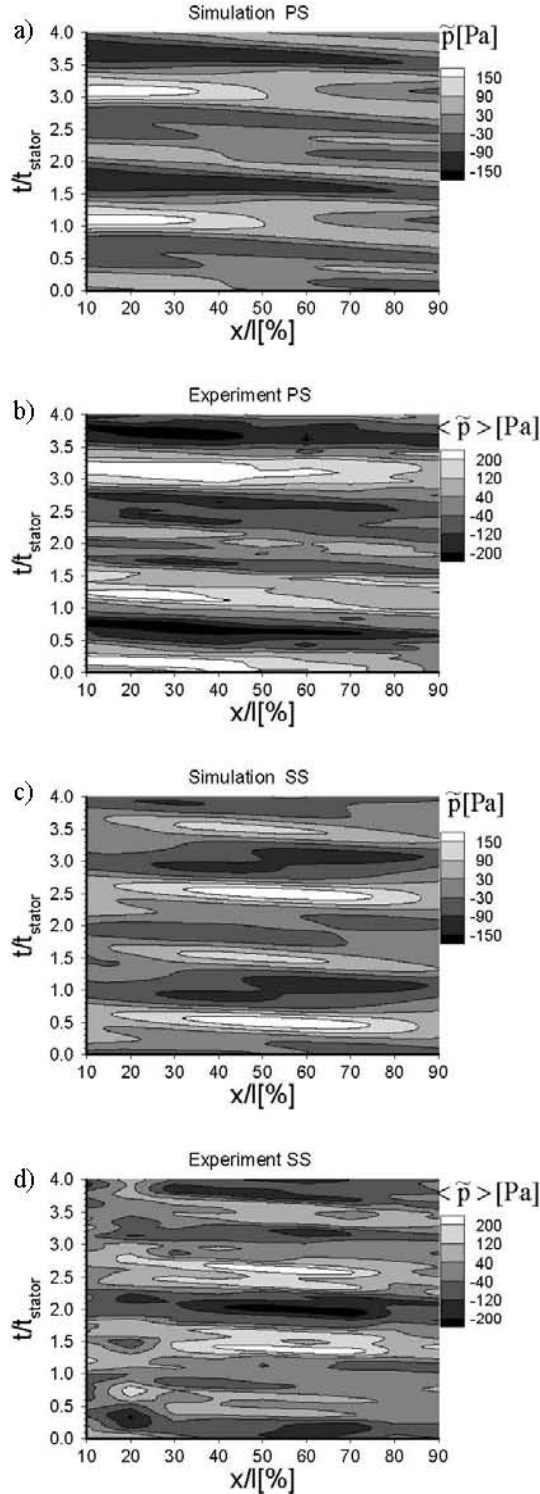 a)
Simulation PS
p̃[Pa]
150
90
30
-30
-90
-150
t/t_stator
4.0
3.5
3.0
2.5
2.0
1.5
1.0
0.5
0.0
10 20 30 40 50 60 70 80 90
x/l[%]
b)
Experiment PS
< p̃ >[Pa]
200
120
40
-40
-120
-200
t/t_stator
4.0
3.5
3.0
2.5
2.0
1.5
1.0
0.5
0.0
10 20 30 40 50 60 70 80 90
x/l[%]
c)
Simulation SS
p̃[Pa]
150
90
30
-30
-90
-150
t/t_stator
4.0
3.5
3.0
2.5
2.0
1.5
1.0
0.5
0.0
10 20 30 40 50 60 70 80 90
x/l[%]
d)
Experiment SS
< p̃ >[Pa]
200
120
40
-40
-120
-200
t/t_stator
4.0
3.5
3.0
2.5
2.0
1.5
1.0
0.5
0.0
10 20 30 40 50 60 70 80 90
x/l[%]